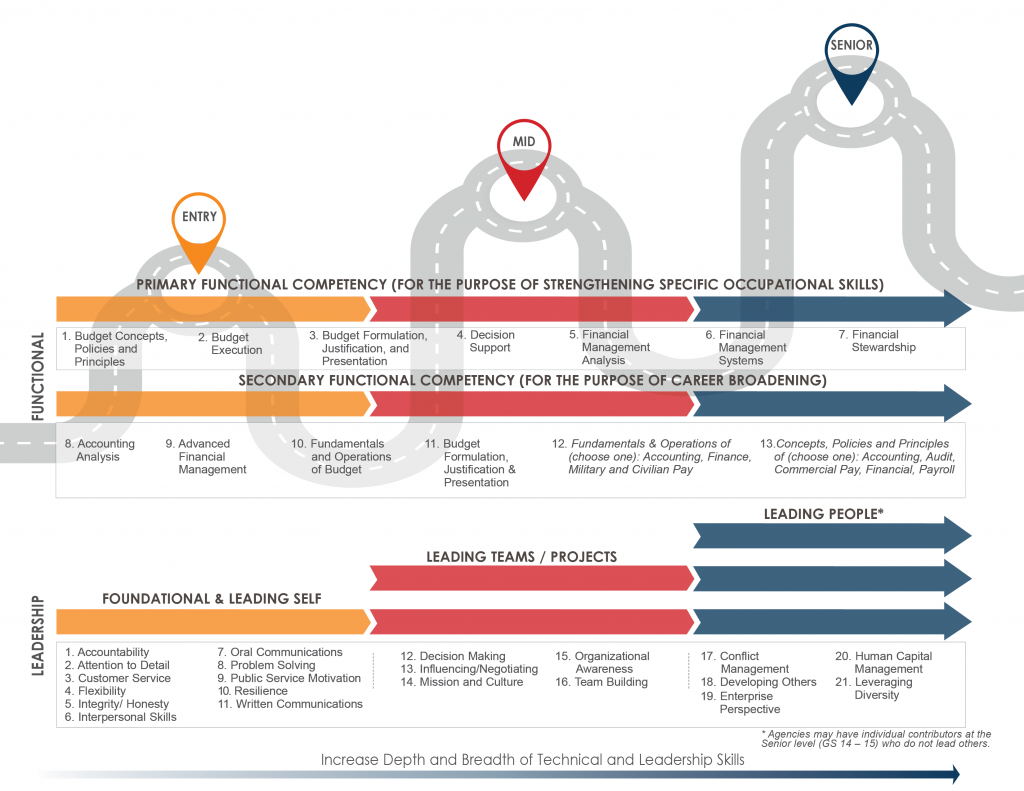 SENIOR
MID
ENTRY
PRIMARY FUNCTIONAL COMPETENCY (FOR THE PURPOSE OF STRENGTHENING SPECIFIC OCCUPATIONAL SKILLS)
FUNCTIONAL
1. Budget Concepts,
Policies and
Principles
2. Budget
Execution
3. Budget Formulation,
Justification, and
Presentation
4. Decision
Support
5. Financial
Management
Analysis
6. Financial
Management
Systems
7. Financial
Stewardship
SECONDARY FUNCTIONAL COMPETENCY (FOR THE PURPOSE OF CAREER BROADENING)
8. Accounting
Analysis
9. Advanced
Financial
Management
10. Fundamentals
and Operations
of Budget
11. Budget
Formulation,
Justification &
Presentation
12. Fundamentals & Operations of
(choose one): Accounting, Finance,
Military and Civilian Pay
13.Concepts, Policies and Principles
of (choose one): Accounting, Audit,
Commercial Pay, Financial, Payroll
LEADING PEOPLE*
LEADING TEAMS / PROJECTS
FOUNDATIONAL & LEADING SELF
LEADERSHIP
1. Accountability
2. Attention to Detail
3. Customer Service
4. Flexibility
5. Integrity/ Honesty
6. Interpersonal Skills
7. Oral Communications
8. Problem Solving
9. Public Service Motivation
10. Resilience
11. Written Communications
12. Decision Making
13. Influencing/Negotiating
14. Mission and Culture
15. Organizational
Awareness
16. Team Building
17. Conflict
Management
18. Developing Others
19. Enterprise
Perspective
20. Human Capital
Management
21. Leveraging
Diversity
* Agencies may have individual contributors at the
Senior level (GS 14 – 15) who do not lead others.
Increase Depth and Breadth of Technical and Leadership Skills